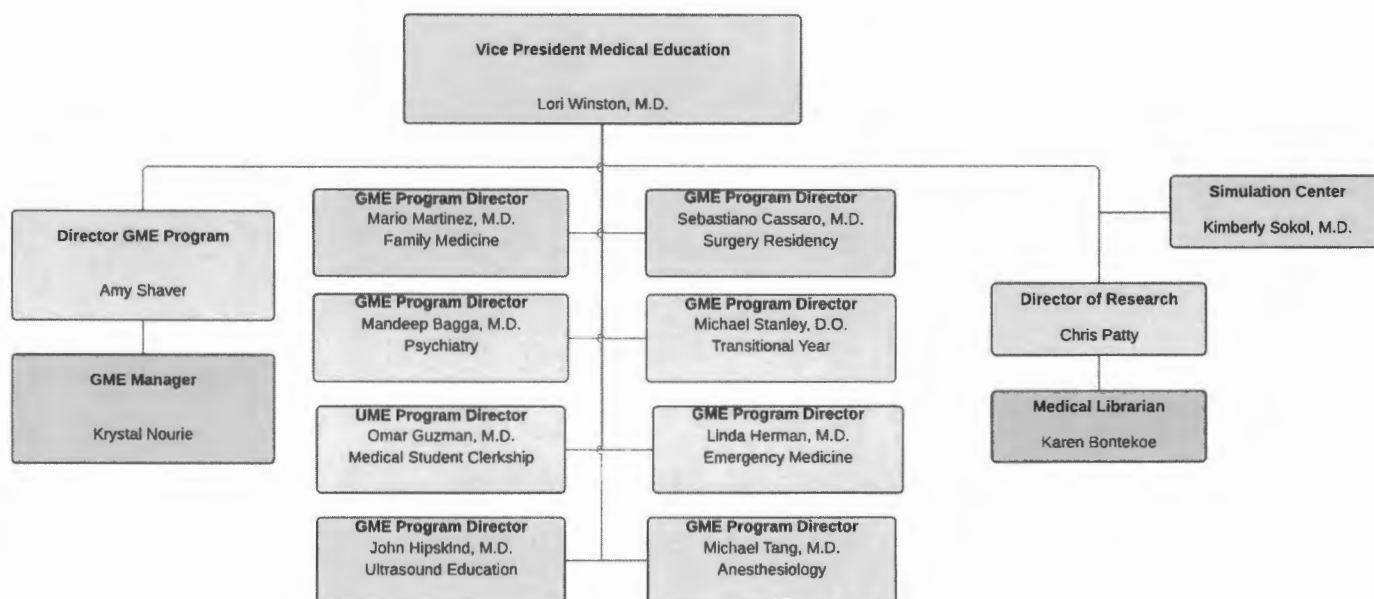 Vice President Medical Education
Lori Winston, M.D.
Director GME Program
Amy Shaver
GME Manager
Krystal Nourie
GME Program Director
Mario Martinez, M.D.
Family Medicine
GME Program Director
Sebastiano Cassaro, M.D.
Surgery Residency
GME Program Director
Mandeep Bagga, M.D.
Psychiatry
GME Program Director
Michael Stanley, D.O.
Transitional Year
UME Program Director
Omar Guzman, M.D.
Medical Student Clerkship
GME Program Director
Linda Herman, M.D.
Emergency Medicine
GME Program Director
John Hipskind, M.D.
Ultrasound Education
GME Program Director
Michael Tang, M.D.
Anesthesiology
Simulation Center
Kimberly Sokol, M.D.
Director of Research
Chris Patty
Medical Librarian
Karen Bontekoe